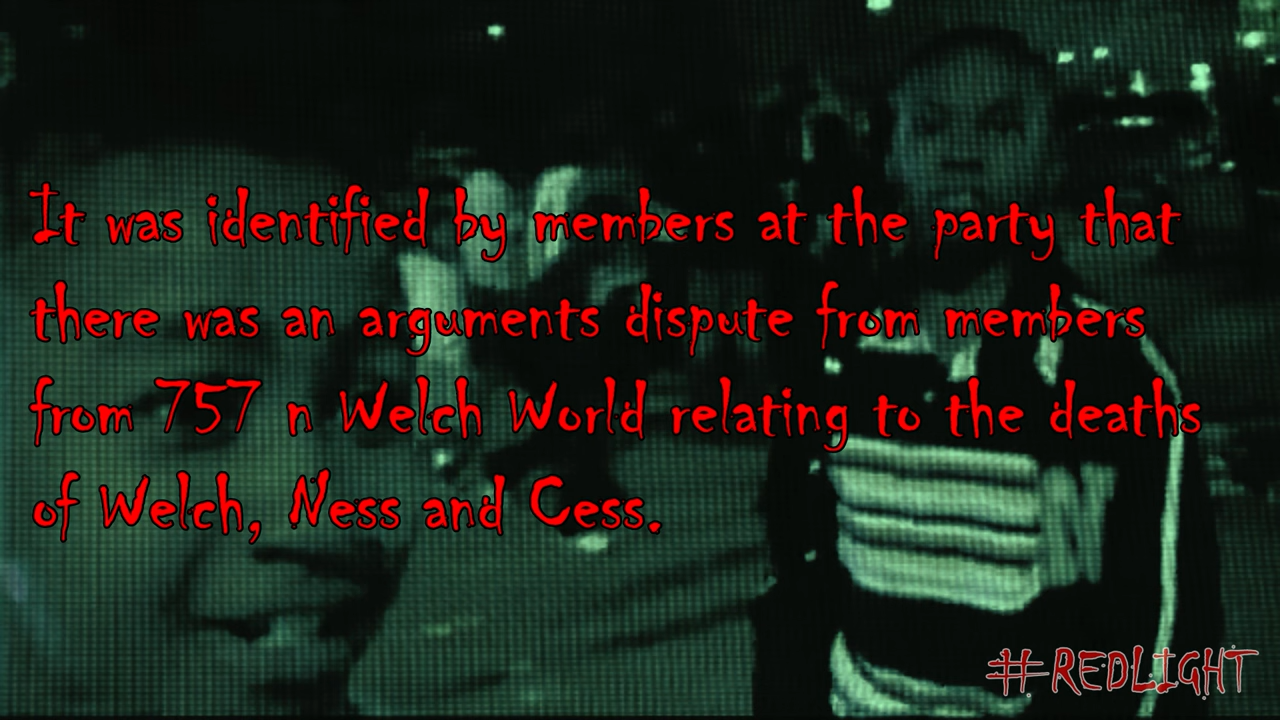 It was identified by members at the party that
there was an arguments dispute from members
from 757 n Welch World relating to the deaths
of Welch, Ness and Cess.
#REDLIGHT